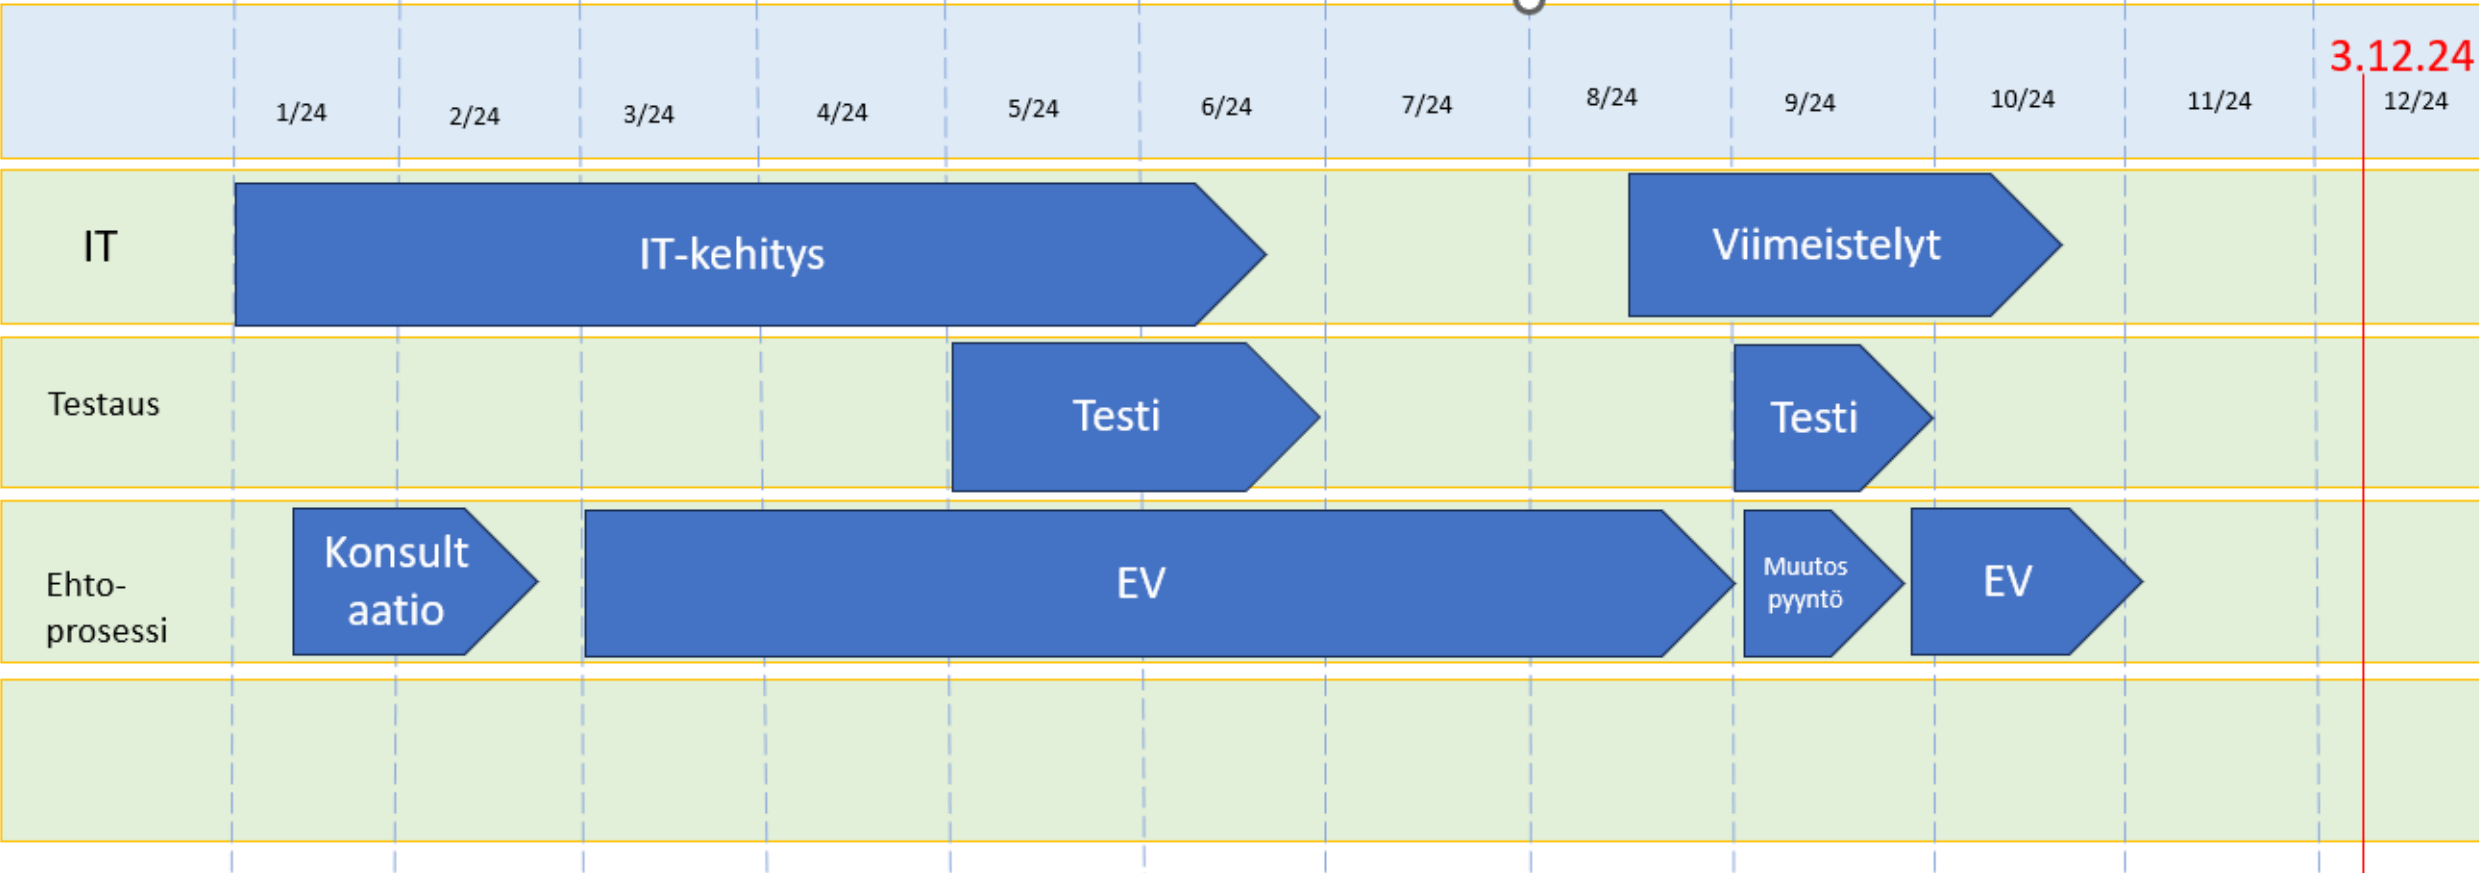 3.12.24
1/24
2/24
3/24
4/24
5/24
6/24
7/24
8/24
9/24
10/24
11/24
12/24
IT
IT-kehitys
Viimeistelyt
Testaus
Testi
Testi
Ehto-
prosessi
Konsult
aatio
EV
Muutos
pyyntö
EV